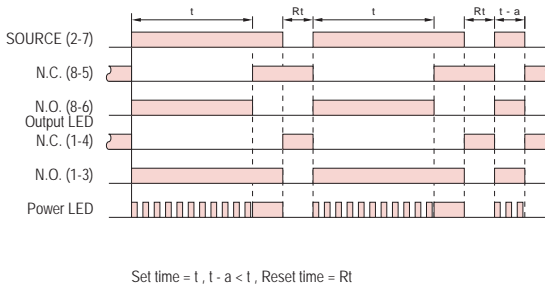 t Rt t Rt t - a
SOURCE (2-7)
N.C. (8-5)
N.O. (8-6)
Output LED
N.C. (1-4)
N.O. (1-3)
Power LED
Set time = t , t - a < t , Reset time = Rt